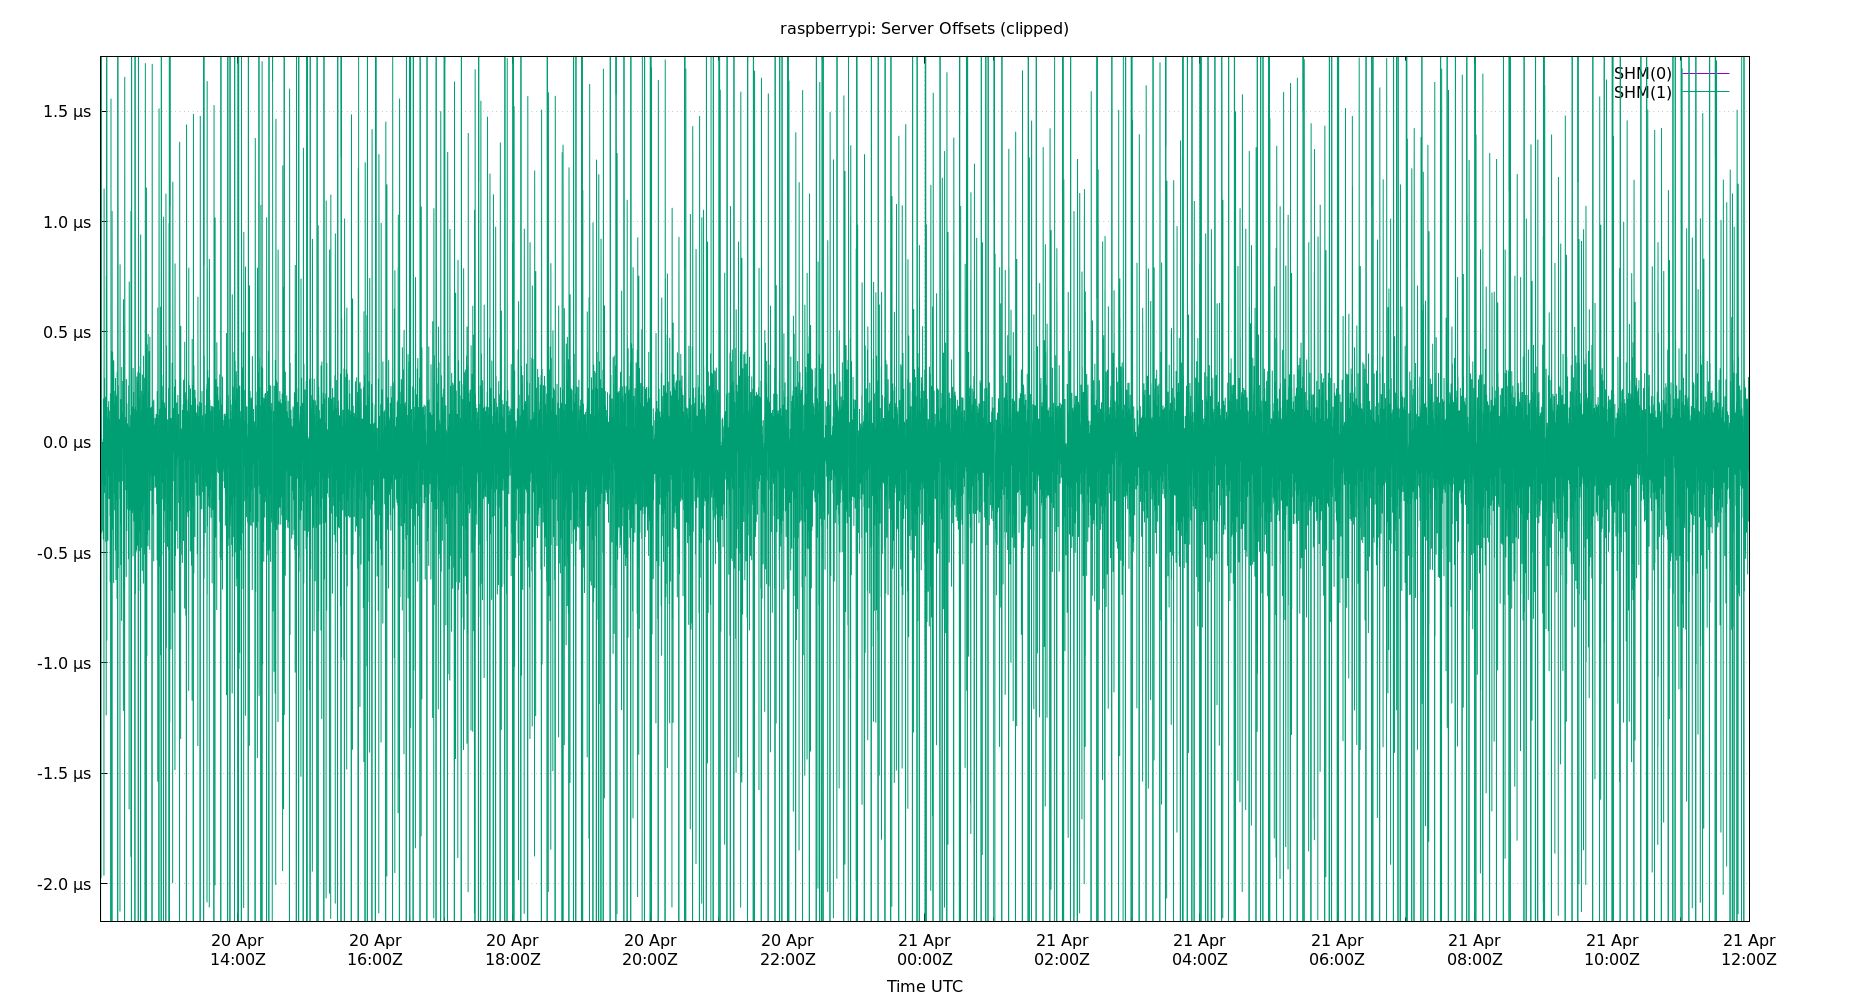 raspberrypi: Server Offsets (clipped)
SHM(0)
SHM(1)
1.5 µs
1.0 µs
0.5 µs
0.0 µs
-0.5 µs
-1.0 µs
-1.5 µs
-2.0 µs
20 Apr 20 Apr 20 Apr 20 Apr 20 Apr 21 Apr 21 Apr 21 Apr 21 Apr 21 Apr 21 Apr 21 Apr
14:00Z 16:00Z 18:00Z 20:00Z 22:00Z 00:00Z 02:00Z 04:00Z 06:00Z 08:00Z 10:00Z 12:00Z
Time UTC